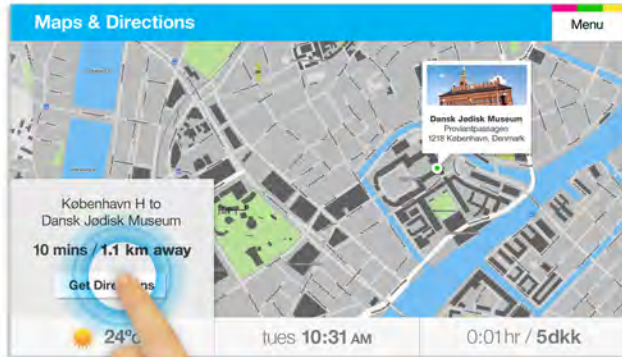 Maps & Directions
Menu
Dansk Jødisk Museum
Proviantpassagen
1218 København, Denmark
København H to
Dansk Jødisk Museum
10 mins / 1.1 km away
Get Directions
24°c
tues 10:31 AM
0:01hr / 5dkk